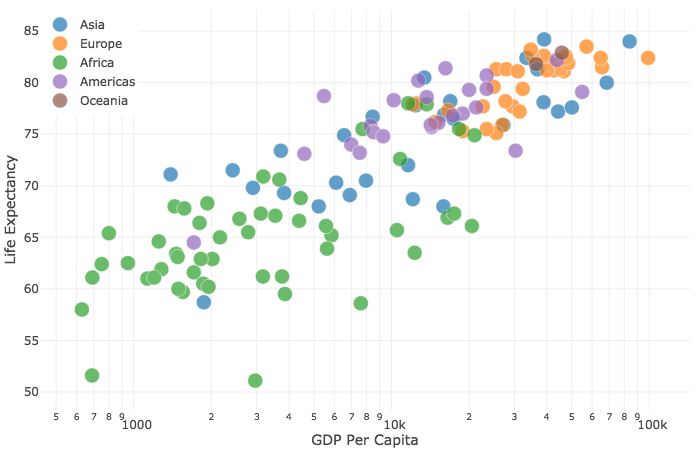 Asia
Europe
Africa
Americas
Oceania
85
80
75
70
65
60
55
50
Life Expectancy
5 6 7 8 9 1000 2 3 4 5 6 7 8 9 10k 2 3 4 5 6 7 8 9 100k
GDP Per Capita